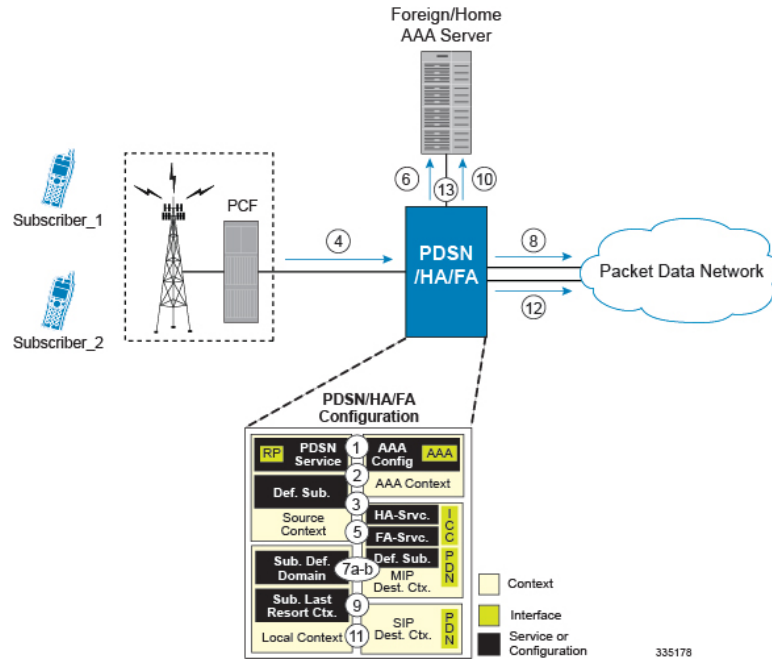 Foreign/Home
AAA Server
6
13
10
Subscriber_1
PCF
4
PDSN
/HA/FA
8
Packet Data Network
12
Subscriber_2
PDSN/HA/FA
Configuration
RP
PDSN
Service
1
AAA
Config
AAA
2
AAA Context
Def. Sub.
3
Source
Context
5
HA-Srvc.
FA-Srvc.
ICC
Sub. Def.
Domain
7a-b
Def. Sub.
PDN
MIP
Dest. Ctx.
Sub. Last
Resort Ctx.
9
Local Context
11
SIP
Dest. Ctx.
PDN
Context
Interface
Service or
Configuration
335178